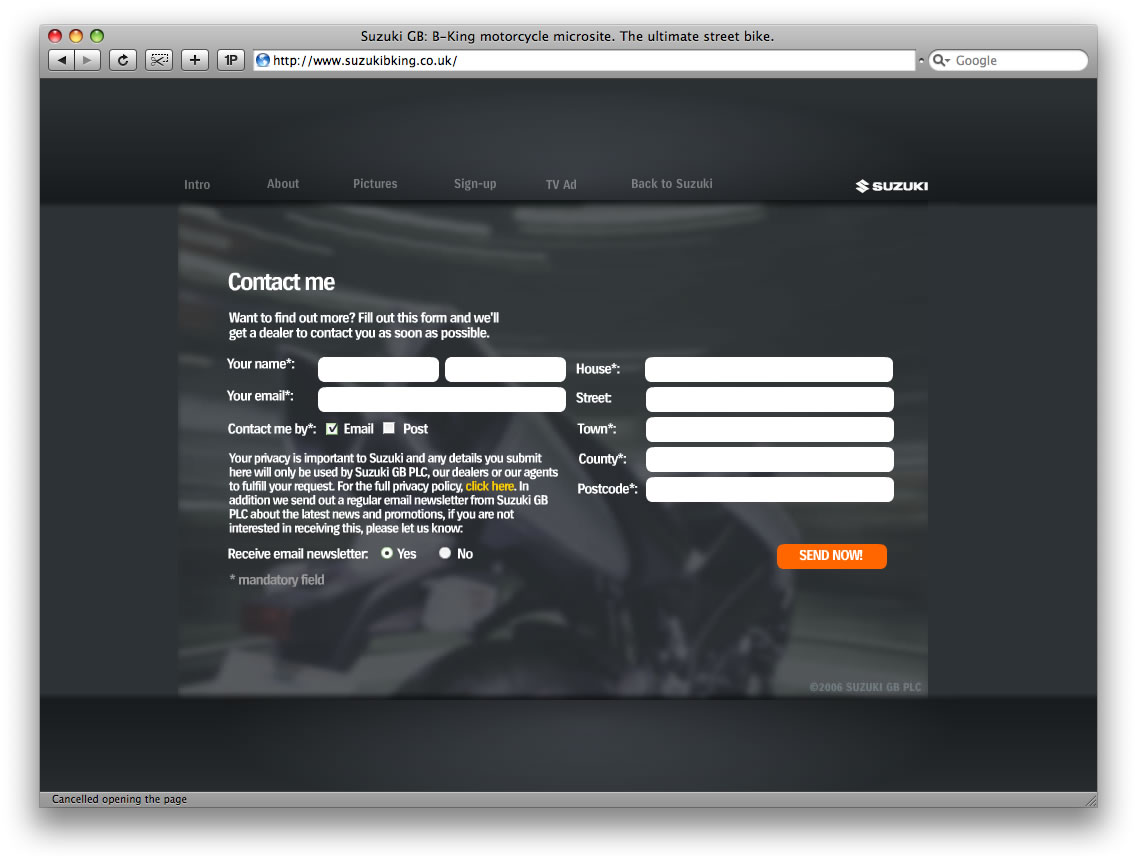 Suzuki GB: B-King motorcycle microsite. The ultimate street bike.
1P
http://www.suzukibking.co.uk/
Google
Intro About Pictures Sign-up TV Ad Back to Suzuki
SUZUKI
Contact me
Want to find out more? Fill out this form and we'll
get a dealer to contact you as soon as possible.
Your name*:
Your email*:
Contact me by*: Email Post
Your privacy is important to Suzuki and any details you submit
here will only be used by Suzuki GB PLC, our dealers or our agents
to fulfill your request. For the full privacy policy, click here. In
addition we send out a regular email newsletter from Suzuki GB
PLC about the latest news and promotions, if you are not
interested in receiving this, please let us know:
Receive email newsletter: Yes No
* mandatory field
House*:
Street:
Town*:
County*:
Postcode*:
SEND NOW!
©2006 SUZUKI GB PLC
Cancelled opening the page